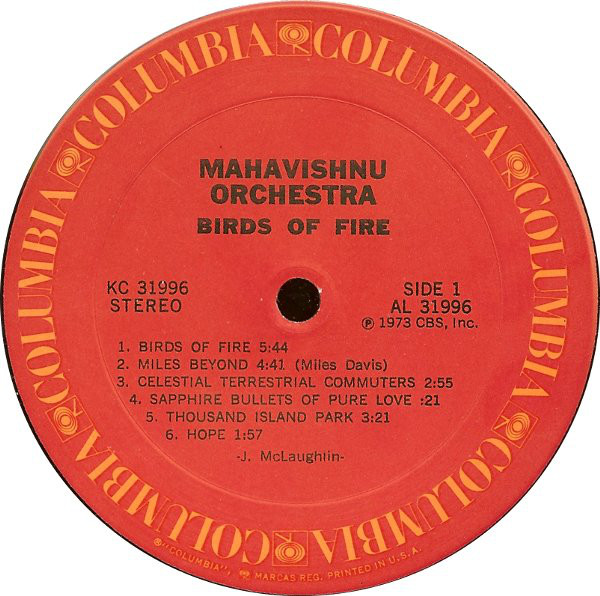 COLUMBIA COLUMBIA COLUMBIA COLUMBIA COLUMBIA COLUMBIA
MAHAVISHNU
ORCHESTRA
BIRDS OF FIRE
KC 31996
STEREO
SIDE 1
AL 31996
Ⓟ 1973 CBS, Inc.
1. BIRDS OF FIRE 5:44
2. MILES BEYOND 4:41 (Miles Davis)
3. CELESTIAL TERRESTRIAL COMMUTERS 2:55
4. SAPPHIRE BULLETS OF PURE LOVE :21
5. THOUSAND ISLAND PARK 3:21
6. HOPE 1:57
-J. McLaughlin-
®"COLUMBIA", MARCAS REG. PRINTED IN U.S.A.